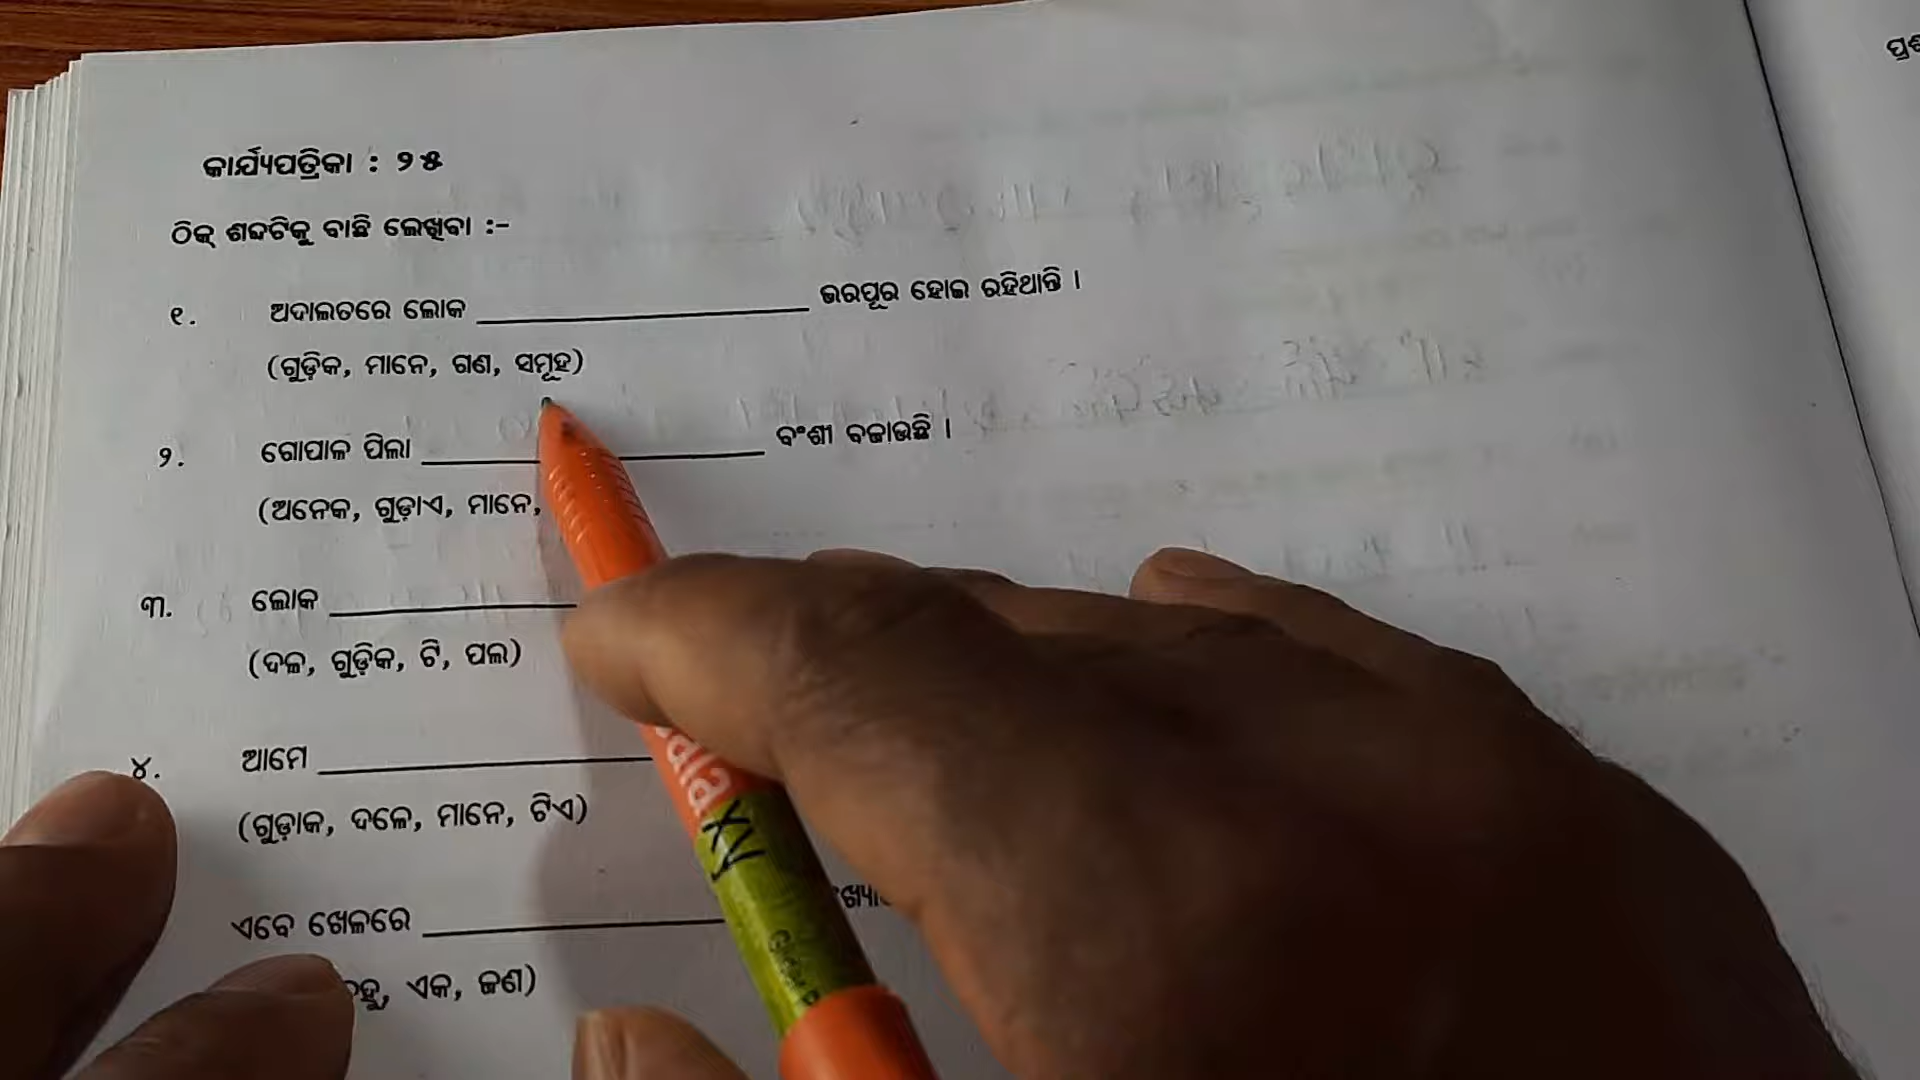 ପ୍ରଶ
କାର୍ଯ୍ୟପତ୍ରିକା : ୨୫
ଠିକ୍ ଶବ୍ଦଟିକୁ ବାଛି ଲେଖିବା :-
୧. ଅଦାଲତରେ ଲୋକ ____________ ଭରପୂର ହୋଇ ରହିଥାନ୍ତି ।
(ଗୁଡ଼ିକ, ମାନେ, ଗଣ, ସମୂହ)
୨. ଗୋପାଳ ପିଲା ____________ ବଂଶୀ ବଜାଉଛି ।
(ଅନେକ, ଗୁଡ଼ାଏ, ମାନେ,
୩. ଲୋକ ____________
(ଦଳ, ଗୁଡ଼ିକ, ଟି, ପଲ)
୪. ଆମେ ____________
(ଗୁଡ଼ାକ, ଦଳେ, ମାନେ, ଟିଏ)
ଏବେ ଖେଳରେ ____________
ଏକ, ଜଣ)